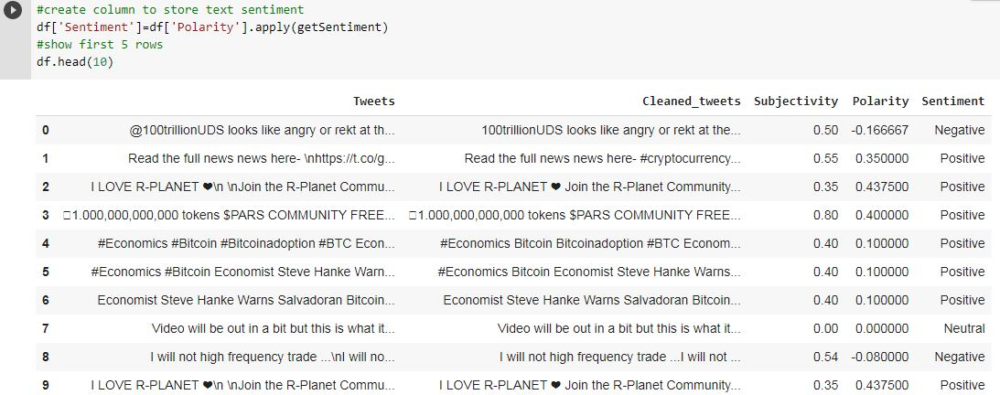 #create column to store text sentiment
df['Sentiment']=df['Polarity'].apply(getSentiment)
#show first 5 rows
df.head(10)
Tweets Cleaned_tweets Subjectivity Polarity Sentiment
0 @100trillionUDS looks like angry or rekt at th... 100trillionUDS looks like angry or rekt at the... 0.50 -0.166667 Negative
1 Read the full news news here- \nhttps://t.co/g... Read the full news news here- #cryptocurrency... 0.55 0.350000 Positive
2 I LOVE R-PLANET ❤\n \nJoin the R-Planet Commu... I LOVE R-PLANET ❤ Join the R-Planet Community... 0.35 0.437500 Positive
3 1.000,000,000,000 tokens $PARS COMMUNITY FREE... 1.000,000,000,000 tokens $PARS COMMUNITY FREE... 0.80 0.400000 Positive
4 #Economics #Bitcoin #Bitcoinadoption #BTC Econ... #Economics Bitcoin Bitcoinadoption #BTC Econom... 0.40 0.100000 Positive
5 #Economics #Bitcoin Economist Steve Hanke Warn... #Economics Bitcoin Economist Steve Hanke Warns... 0.40 0.100000 Positive
6 Economist Steve Hanke Warns Salvadoran Bitcoin... Economist Steve Hanke Warns Salvadoran Bitcoin... 0.40 0.100000 Positive
7 Video will be out in a bit but this is what it... Video will be out in a bit but this is what it... 0.00 0.000000 Neutral
8 I will not high frequency trade ...\nI will no... I will not high frequency trade ...I will not ... 0.54 -0.080000 Negative
9 I LOVE R-PLANET ❤\n \nJoin the R-Planet Commu... I LOVE R-PLANET ❤ Join the R-Planet Community... 0.35 0.437500 Positive